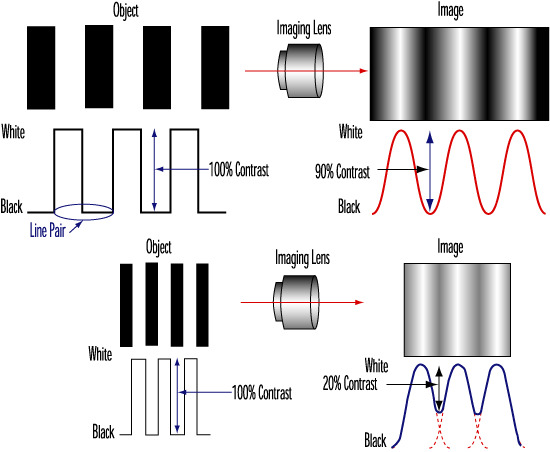 Object
Imaging Lens
Image
White
100% Contrast
Black
Line Pair
White
90% Contrast
Black
Object
Imaging Lens
Image
White
100% Contrast
Black
White
20% Contrast
Black